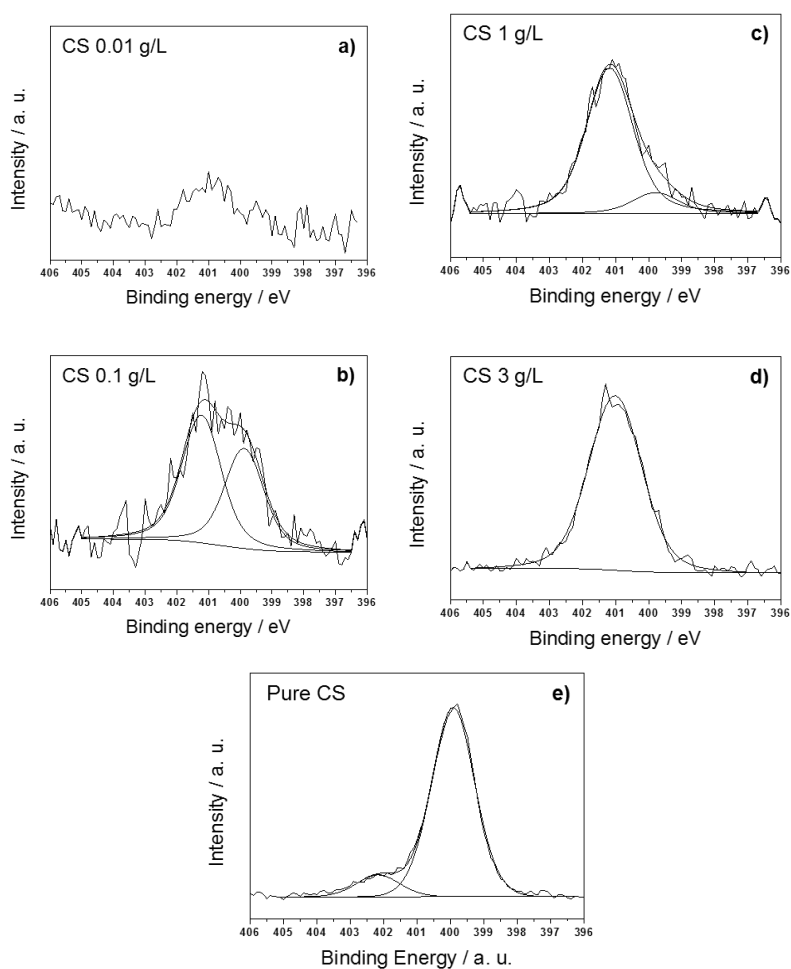 CS 0.01 g/L
a)
Intensity / a. u.
406 405 404 403 402 401 400 399 398 397 396
Binding energy / eV
CS 1 g/L
c)
Intensity / a. u.
406 405 404 403 402 401 400 399 398 397 396
Binding energy / eV
CS 0.1 g/L
b)
Intensity / a. u.
406 405 404 403 402 401 400 399 398 397 396
Binding energy / eV
CS 3 g/L
d)
Intensity / a. u.
406 405 404 403 402 401 400 399 398 397 396
Binding energy / eV
Pure CS
e)
Intensity / a. u.
406 405 404 403 402 401 400 399 398 397 396
Binding Energy / a. u.